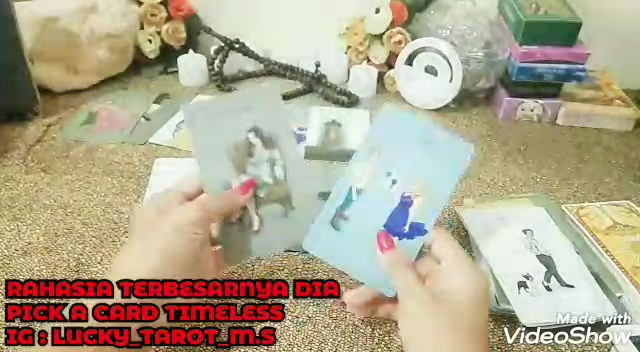 RAHASIA TERBESARNYA DIA
PICK A CARD TIMELESS
IG : LUCKY_TAROT_M.S
Made with
VideoShow